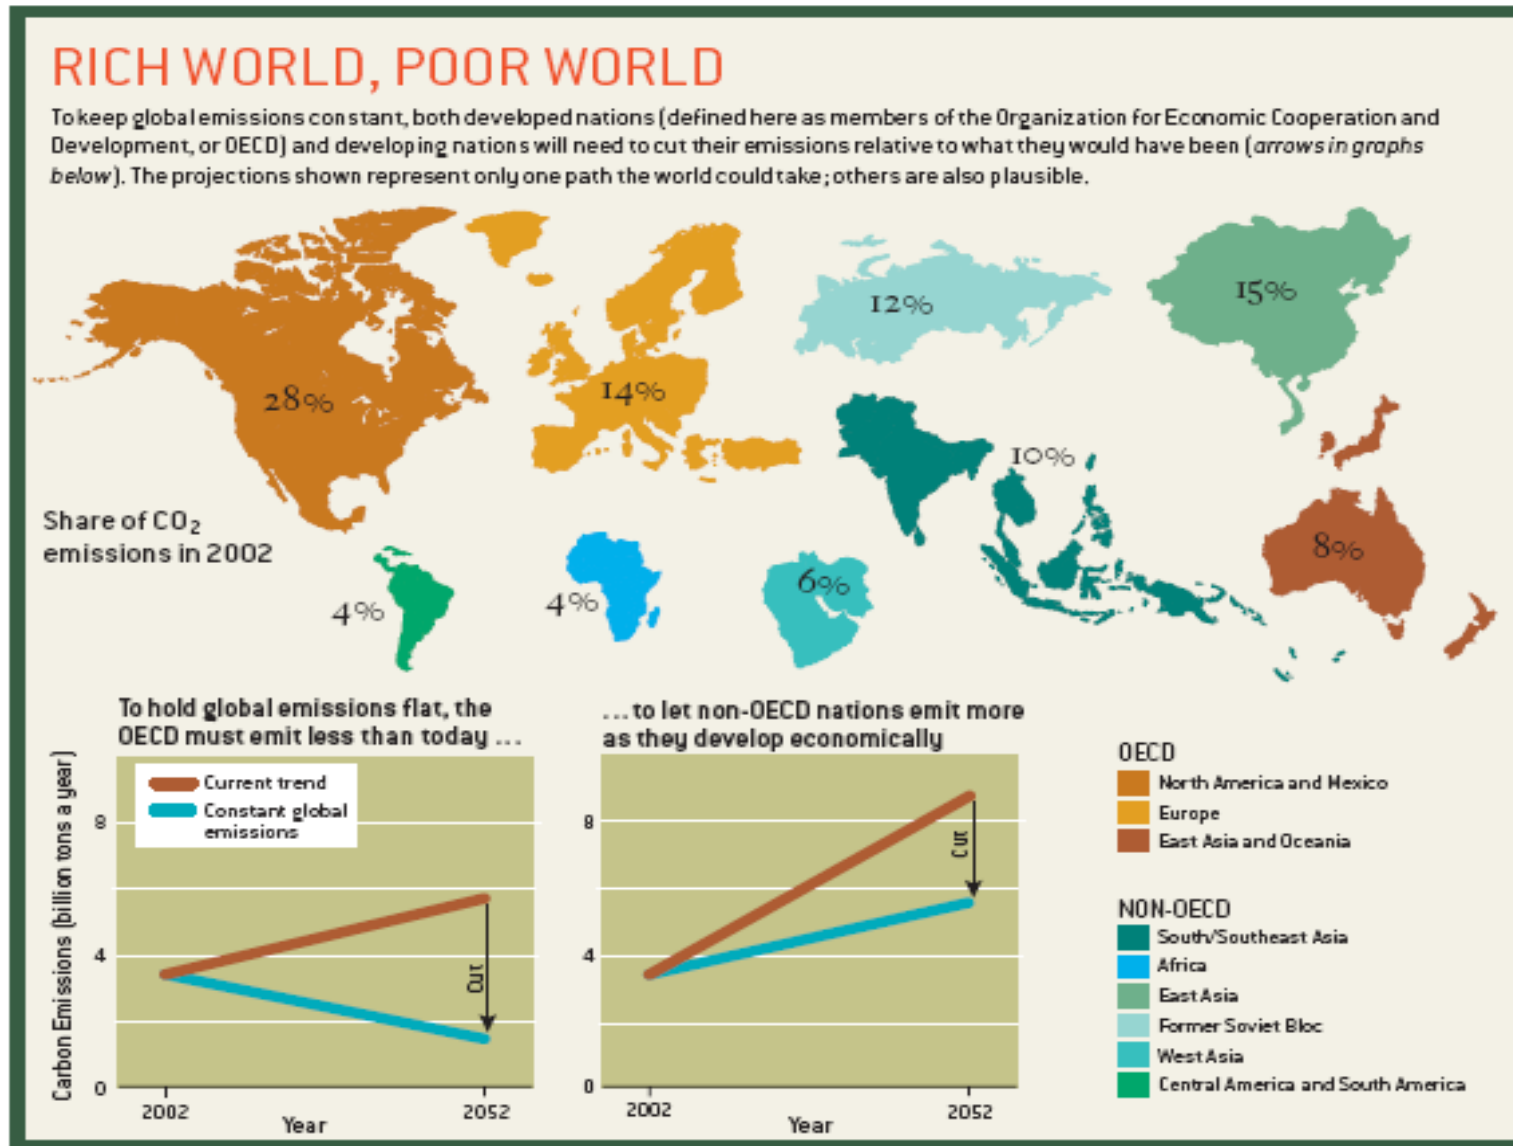 RICH WORLD, POOR WORLD
To keep global emissions constant, both developed nations (defined here as members of the Organization for Economic Cooperation and
Development, or OECD) and developing nations will need to cut their emissions relative to what they would have been (arrows in graphs
below). The projections shown represent only one path the world could take; others are also plausible.
28%
14%
12%
15%
10%
8%
Share of CO₂
emissions in 2002
4%
4%
6%
To hold global emissions flat, the
OECD must emit less than today ...
Carbon Emissions (billion tons a year)
Current trend
Constant global
emissions
8
4
0
Cut
2002
2052
Year
... to let non-OECD nations emit more
as they develop economically
8
4
0
Cut
2002
2052
Year
OECD
North America and Mexico
Europe
East Asia and Oceania
NON-OECD
South/Southeast Asia
Africa
East Asia
Former Soviet Bloc
West Asia
Central America and South America